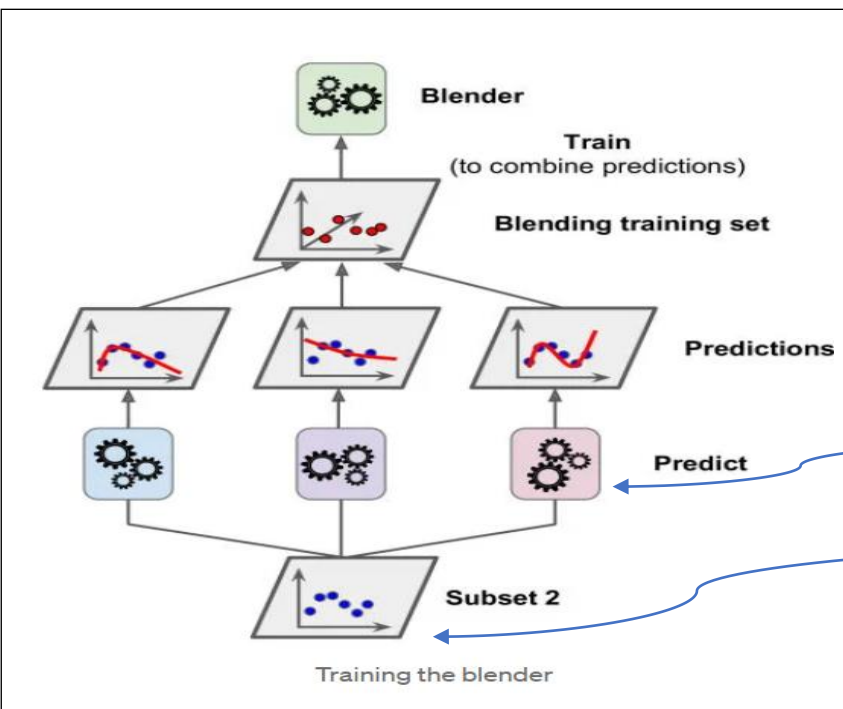 Blender
Train
(to combine predictions)
Blending training set
Predictions
Predict
Subset 2
Training the blender